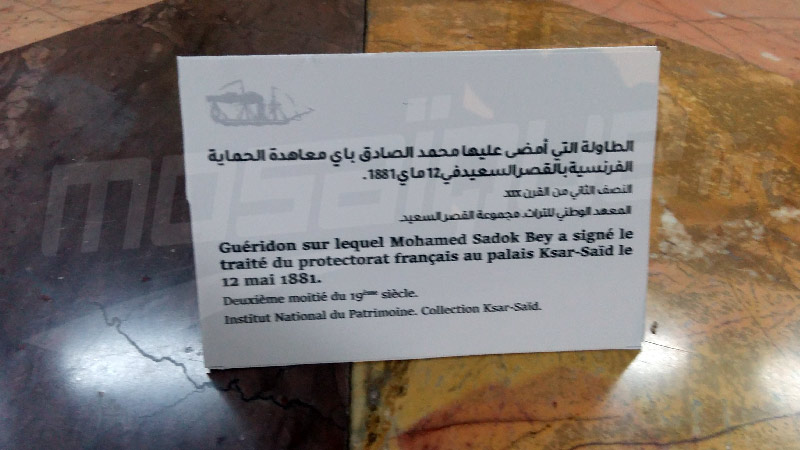 الطاولة التي أمضى عليها محمد الصادق باي معاهدة الحماية
الفرنسية بالقصر السعيد في 12 ماي 1881.
النصف الثاني من القرن XIX.
المعهد الوطني للتراث، مجموعة القصر السعيد.
Guéridon sur lequel Mohamed Sadok Bey a signé le
traité du protectorat français au palais Ksar-Saïd le
12 mai 1881.
Deuxième moitié du 19ème siècle.
Institut National du Patrimoine. Collection Ksar-Saïd.